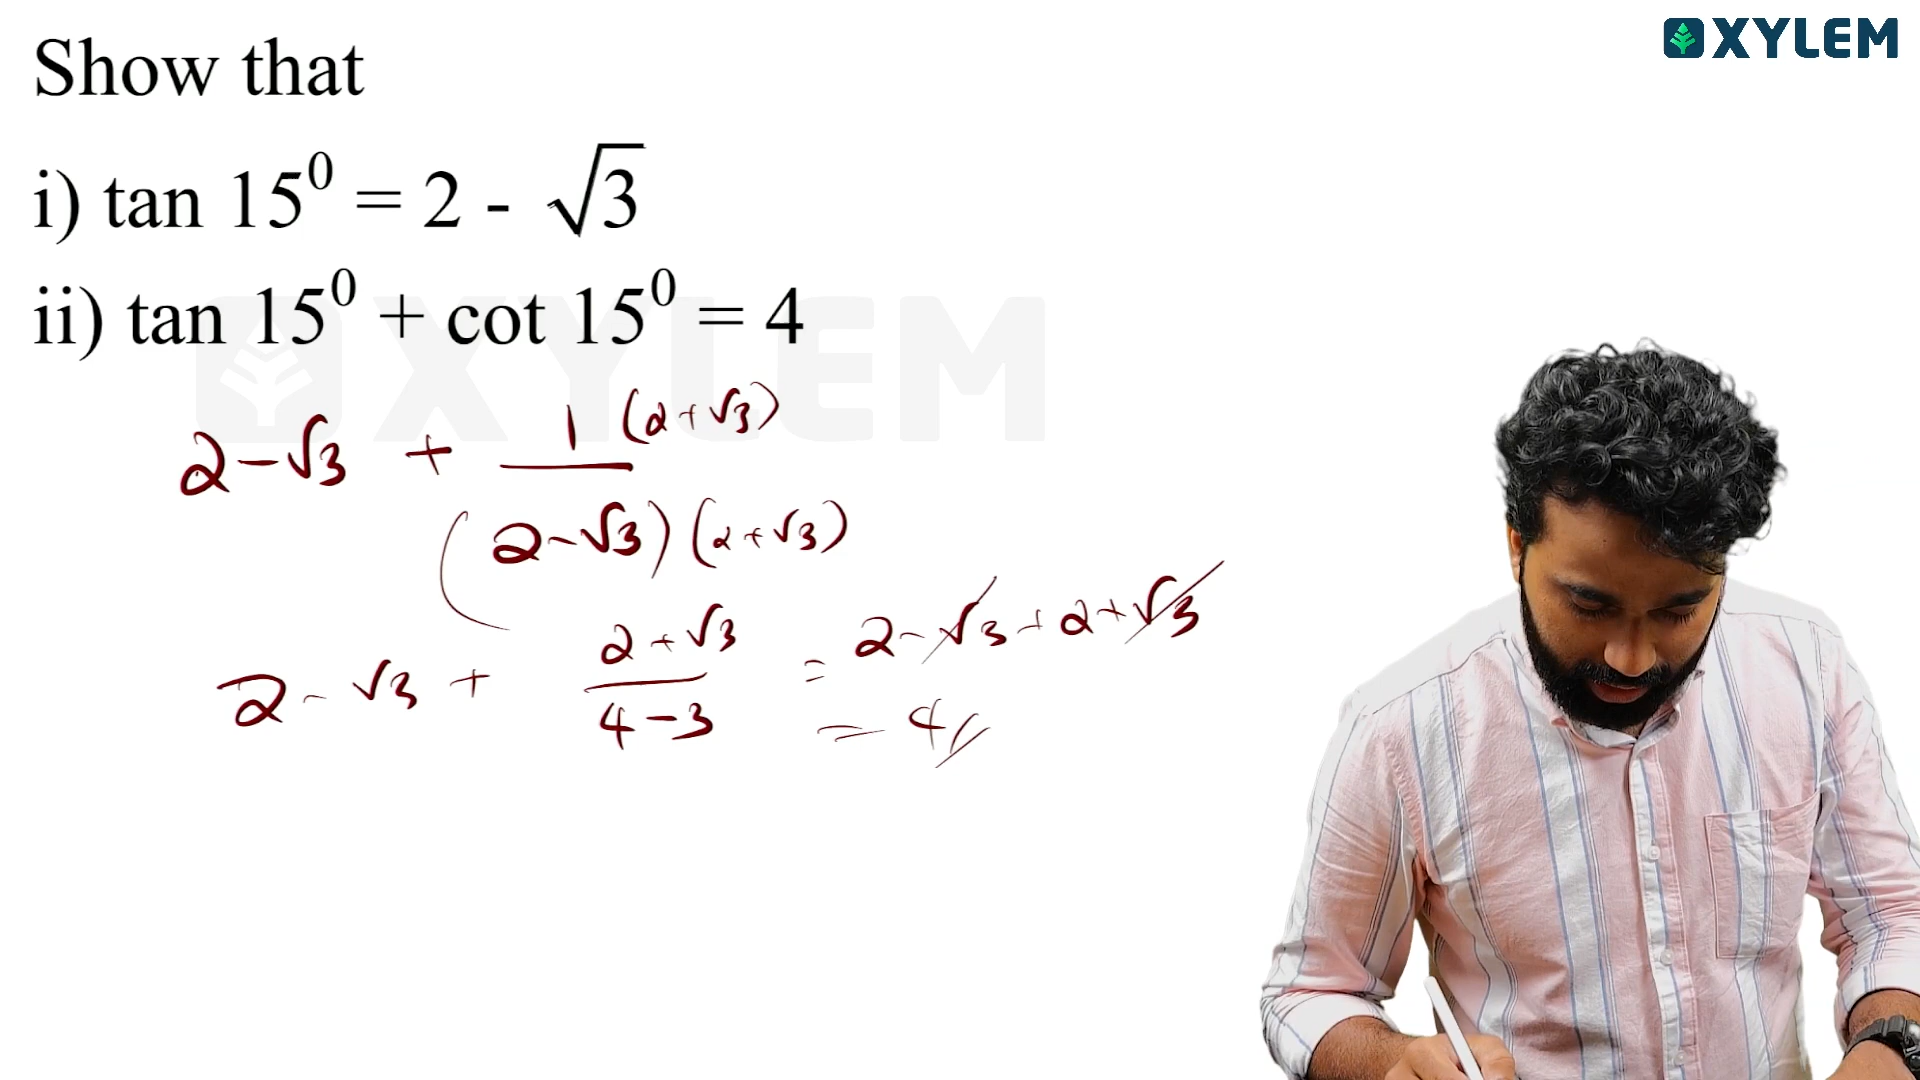 XYLEM
Show that
i) tan 15⁰ = 2 - √3
ii) tan 15⁰ + cot 15⁰ = 4
XYLEM
2 - √3 + 1 (2 + √3)
(2 - √3) (2 + √3)
2 - √3 + 2 + √3 / 4 - 3 = 2 - √3 + 2 + √3
= 4